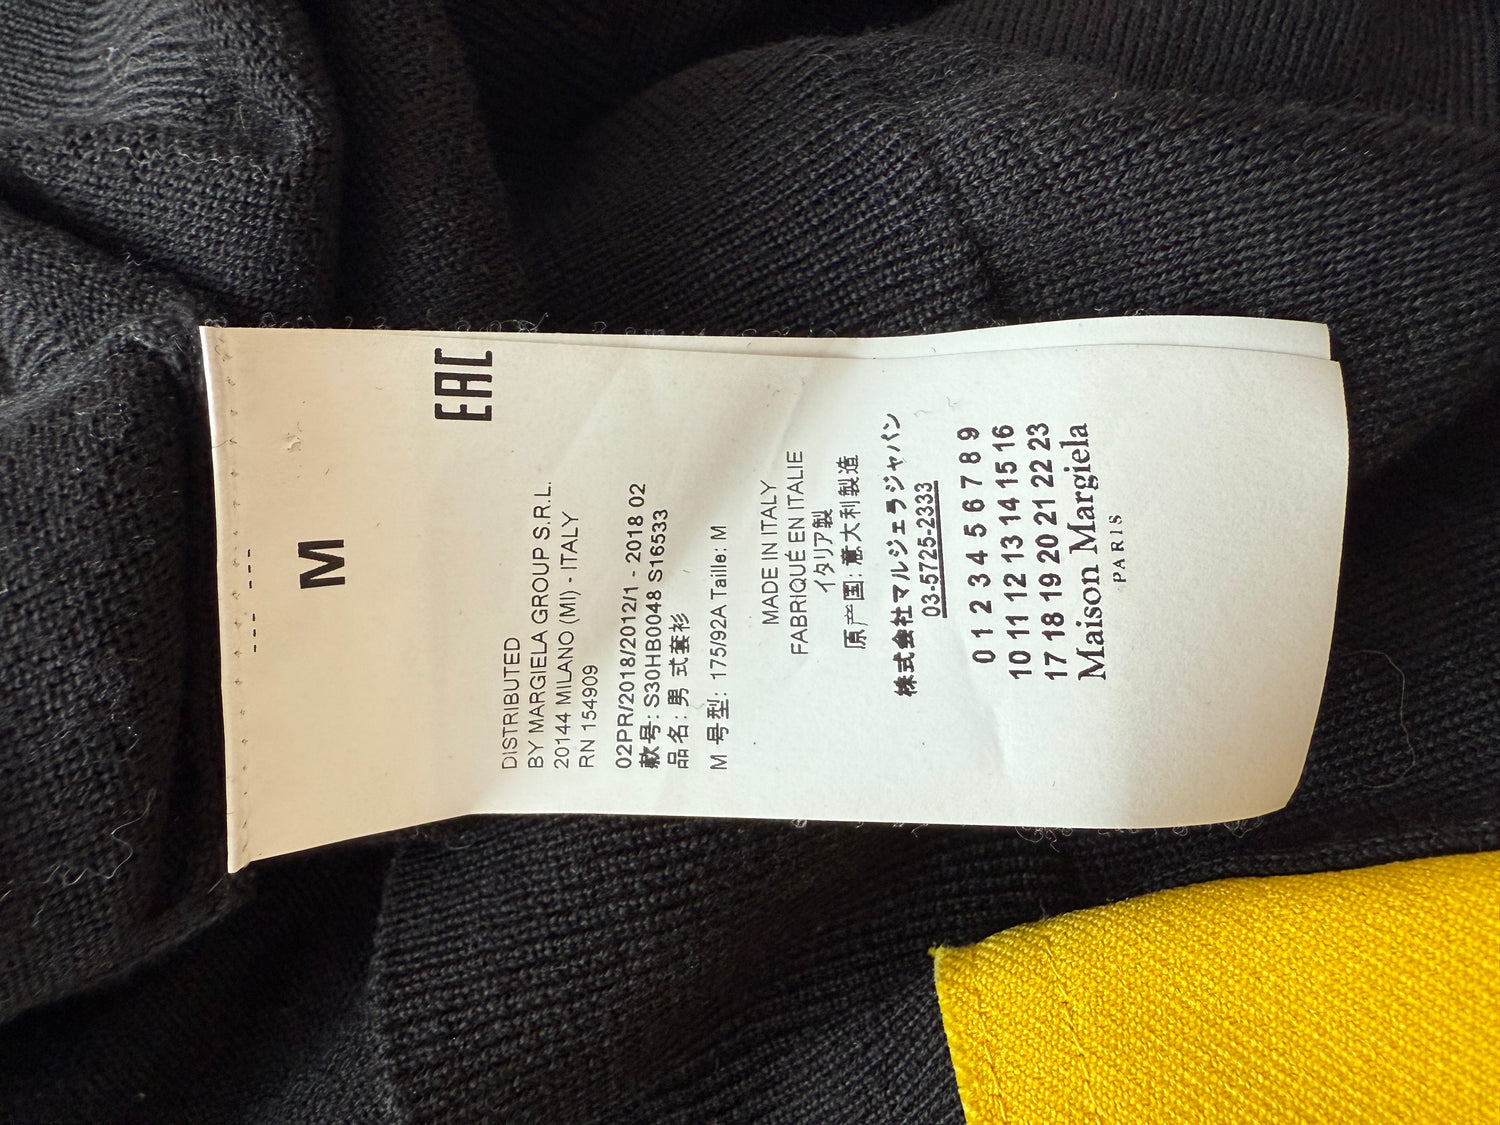 M
EAC
DISTRIBUTED
BY MARGIELA GROUP S.R.L.
20144 MILANO (MI) - ITALY
RN 154909
02PR/2018/2012/1 - 2018 02
款号: S30HB0048 S16533
品名: 男 式套衫
M 号型: 175/92A Taille: M
MADE IN ITALY
FABRIQUÉ EN ITALIE
イタリア製
原产国: 意大利製造
株式会社マルジェラジャパン
03-5725-2333
0 1 2 3 4 5 6 7 8 9
10 11 12 13 14 15 16
17 18 19 20 21 22 23
Maison Margiela
PARIS